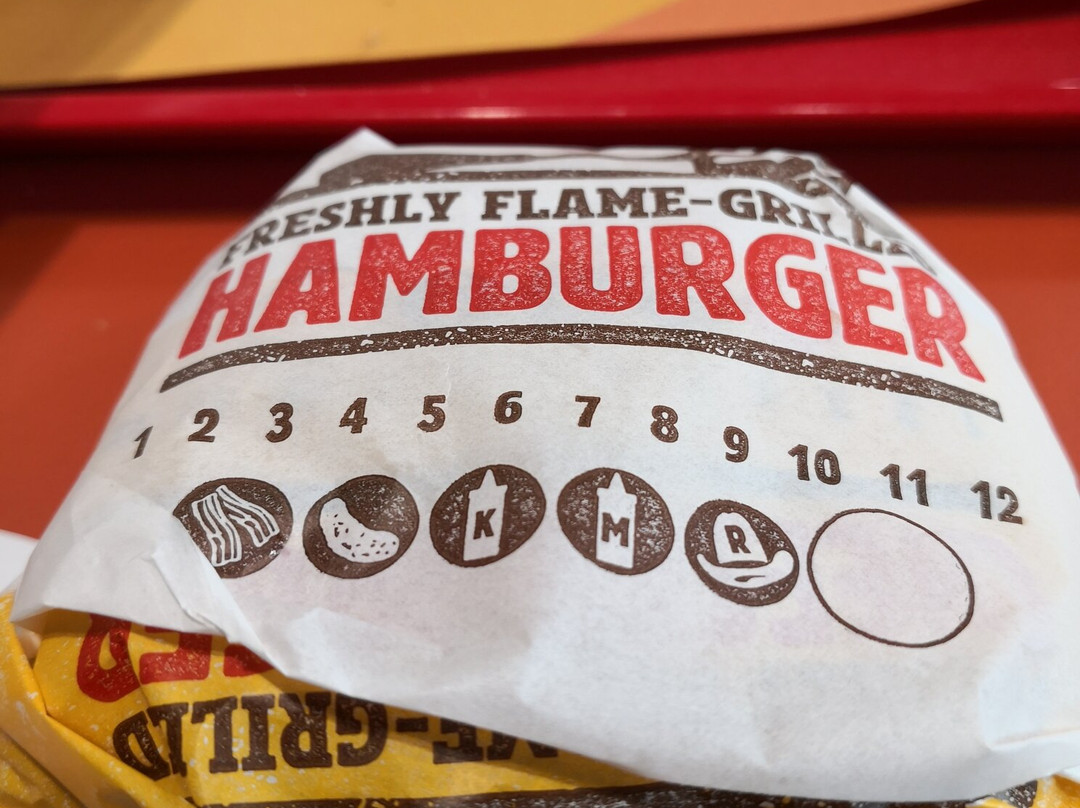 FRESHLY FLAME-GRILLED
HAMBURGER
1 2 3 4 5 6 7 8 9 10 11 12
K M R